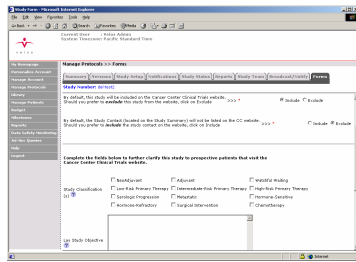 Study Form - Microsoft Internet Explorer
File Edit View Favorites Tools Help
Back
Search Favorites Media
Current User : Velos Admin
System Timezone: Pacific Standard Time
velos
My Homepage
Personalize Account
Manage Account
Manage Protocols
Library
Manage Patients
Budget
Milestones
Reports
Data Safety Monitoring
Ad-Hoc Queries
Help
Logout
Manage Protocols >> Forms
Summary Versions Study Setup Notifications Study Status Reports Study Team Broadcast/Notify Forms
Study Number:
By default, this study will be included on the Cancer Center Clinical Trials website.
Should you prefer to exclude this study from the website, click on Exclude >>> * Include Exclude
By default, the Study Contact (located on the Study Summary) will not be listed on the CC website.
Should you prefer to include the study contact on the website, click on Include >>> * Include Exclude
Complete the fields below to further clarify this study to prospective patients that visit the
Cancer Center Clinical Trials website.
NeoAdjuvant Adjuvant Watchful Waiting
Study Classification Low-Risk Primary Therapy Intermediate-Risk Primary Therapy High-Risk Primary Therapy
(s) Serologic Progression Metastatic Hormone-Sensitive
Hormone-Refractory Surgical Intervention Chemotherapy
Lay Study Objective
Internet